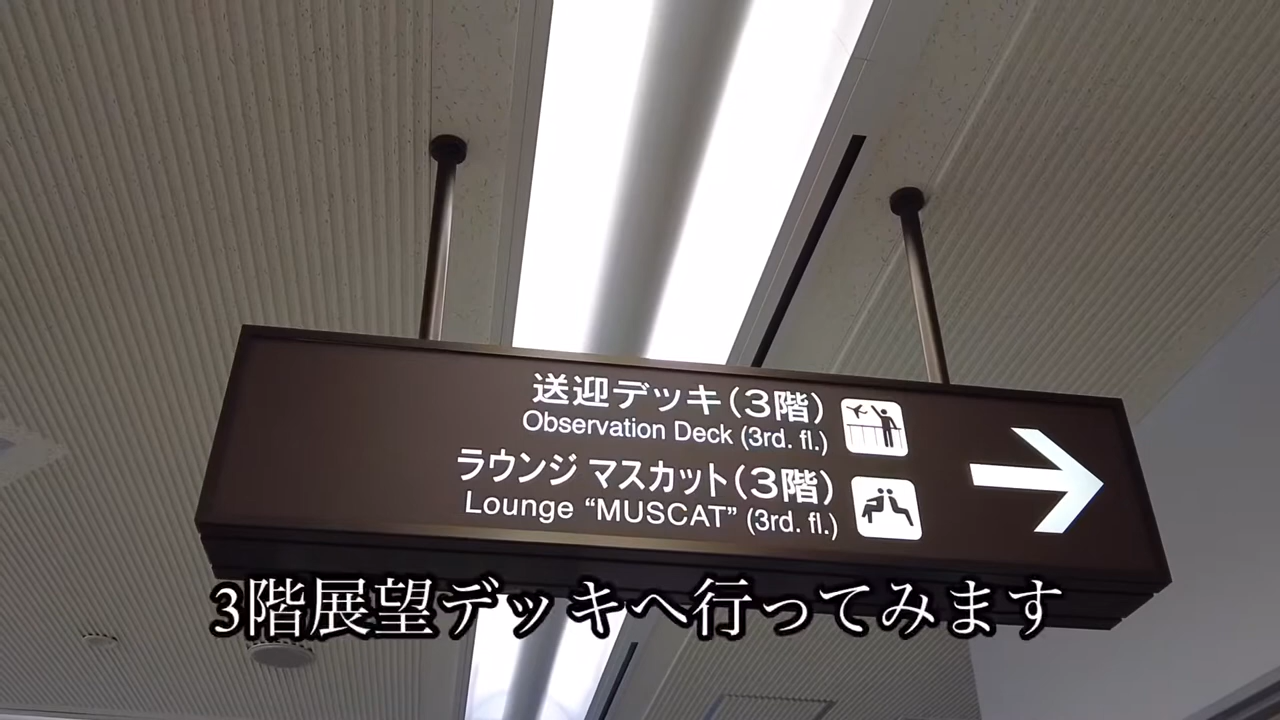 送迎デッキ(3階)
Observation Deck (3rd. fl.)
ラウンジ マスカット(3階)
Lounge “MUSCAT” (3rd. fl.)
3階展望デッキへ行ってみます